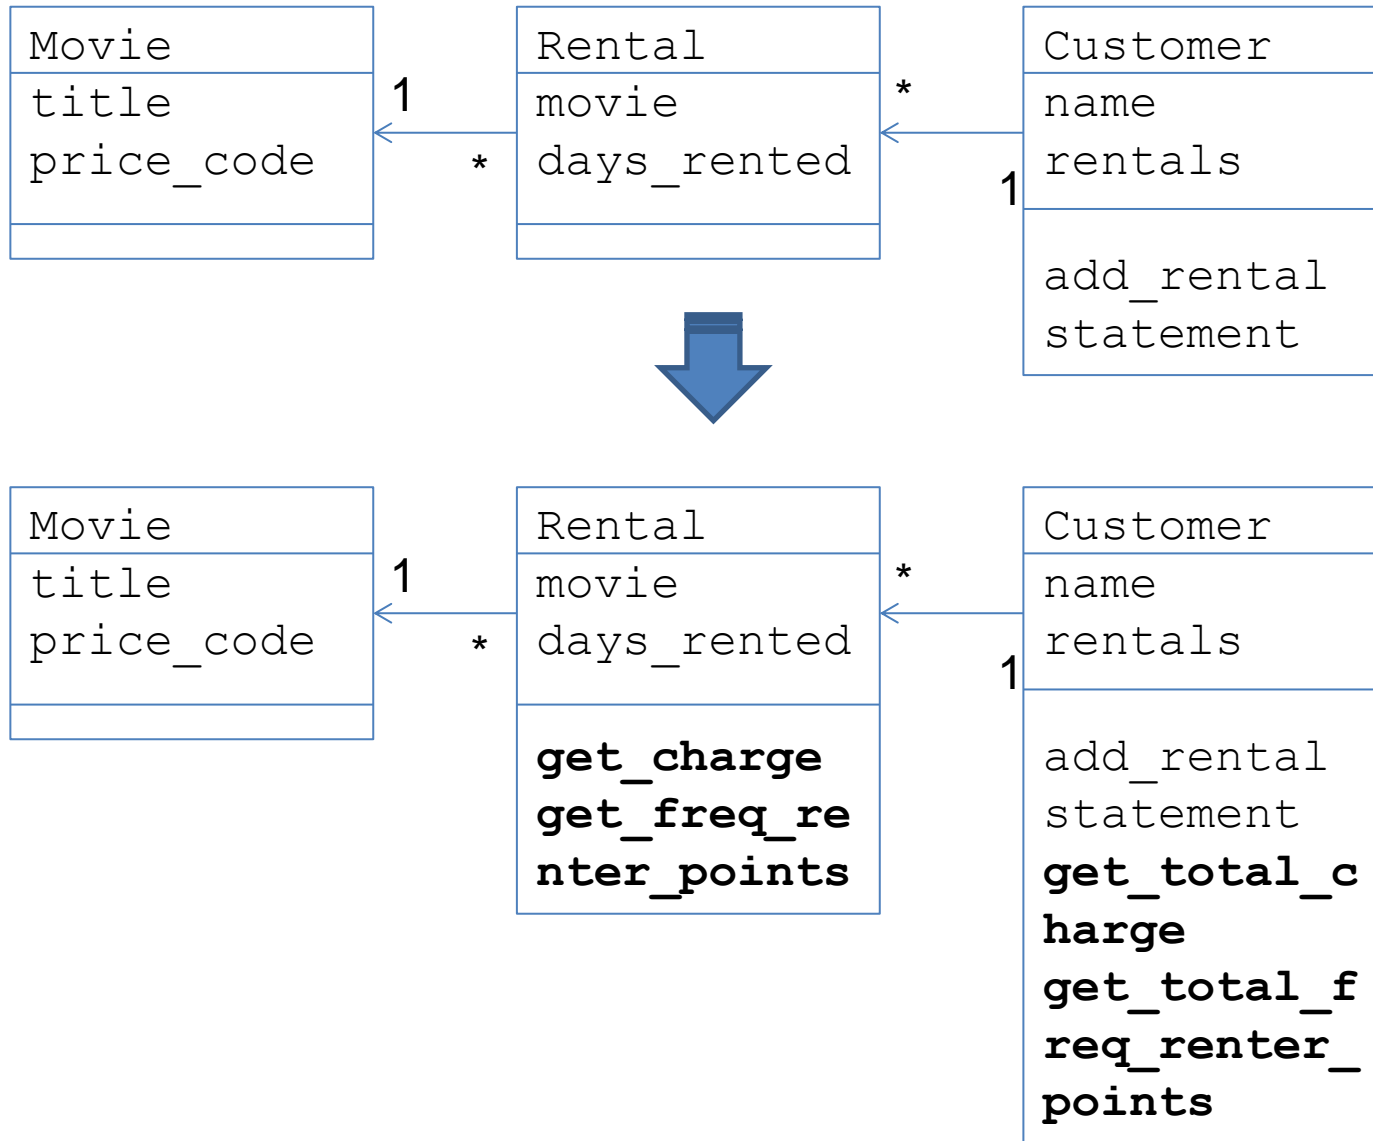 Movie
title
price_code
1
*
Rental
movie
days_rented
*
1
Customer
name
rentals
add_rental
statement
Movie
title
price_code
1
*
Rental
movie
days_rented
get_charge
get_freq_re
nter_points
*
1
Customer
name
rentals
add_rental
statement
get_total_c
harge
get_total_f
req_renter_
points